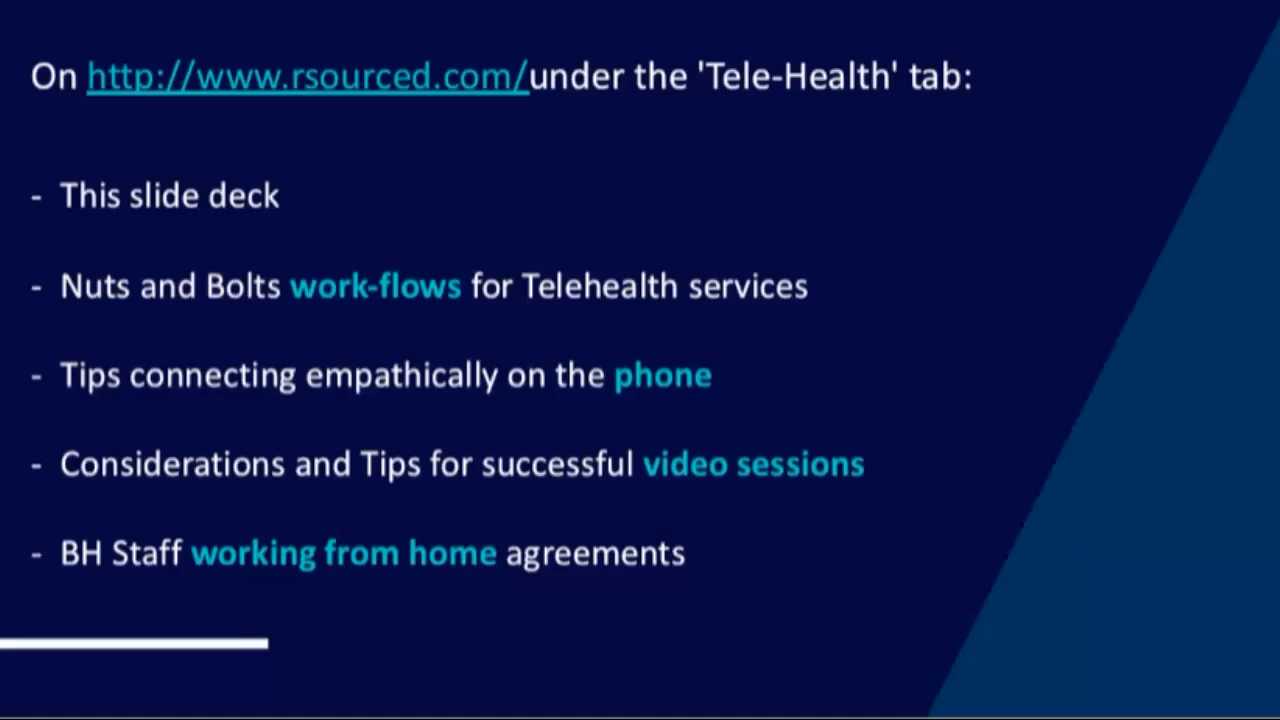 On http://www.rsourced.com/under the 'Tele-Health' tab:
- This slide deck
- Nuts and Bolts work-flows for Telehealth services
- Tips connecting empathically on the phone
- Considerations and Tips for successful video sessions
- BH Staff working from home agreements